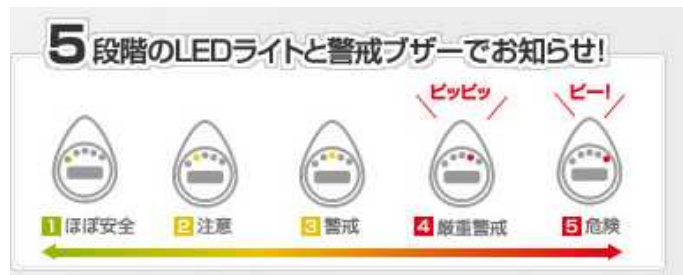 5段階のLEDライトと警戒ブザーでお知らせ!
ピッピッ
ピー!
1 ほぼ安全
2 注意
3 警戒
4 厳重警戒
5 危険